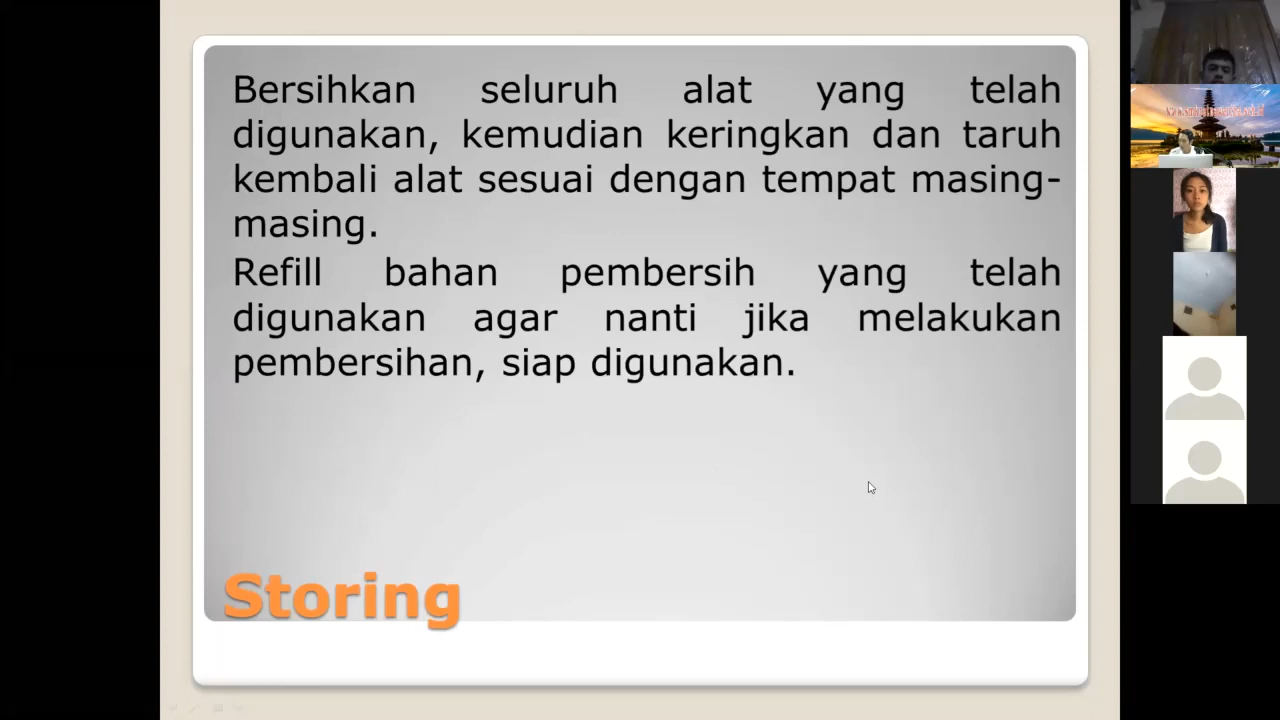 Bersihkan seluruh alat yang telah
digunakan, kemudian keringkan dan taruh
kembali alat sesuai dengan tempat masing-
masing.
Refill bahan pembersih yang telah
digunakan agar nanti jika melakukan
pembersihan, siap digunakan.
Storing